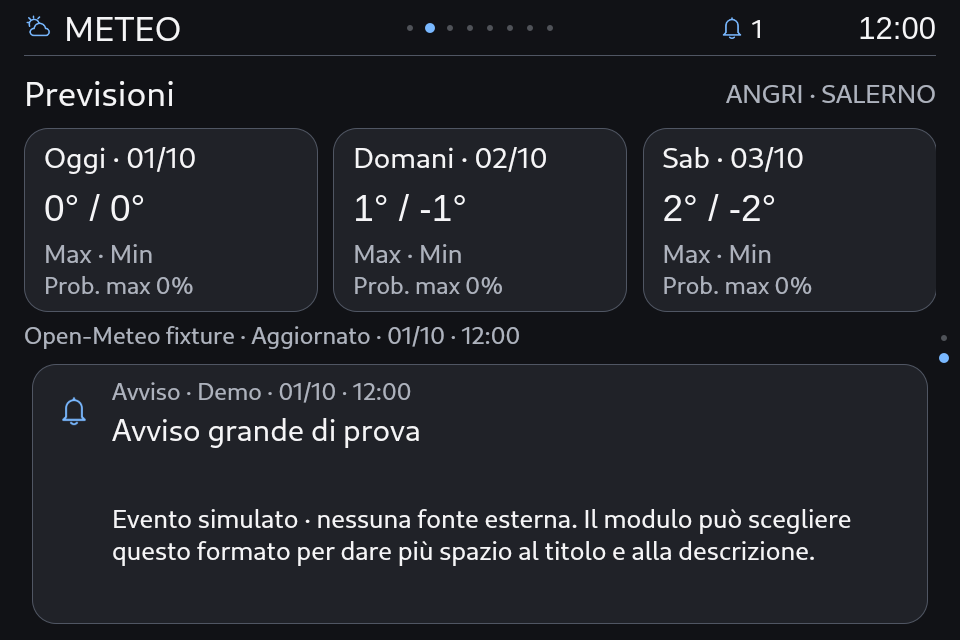 METEO
1
12:00
Previsioni
ANGRI · SALERNO
Oggi · 01/10
0° / 0°
Max · Min
Prob. max 0%
Domani · 02/10
1° / -1°
Max · Min
Prob. max 0%
Sab · 03/10
2° / -2°
Max · Min
Prob. max 0%
Open-Meteo fixture · Aggiornato · 01/10 · 12:00
Avviso · Demo · 01/10 · 12:00
Avviso grande di prova
Evento simulato · nessuna fonte esterna. Il modulo può scegliere
questo formato per dare più spazio al titolo e alla descrizione.